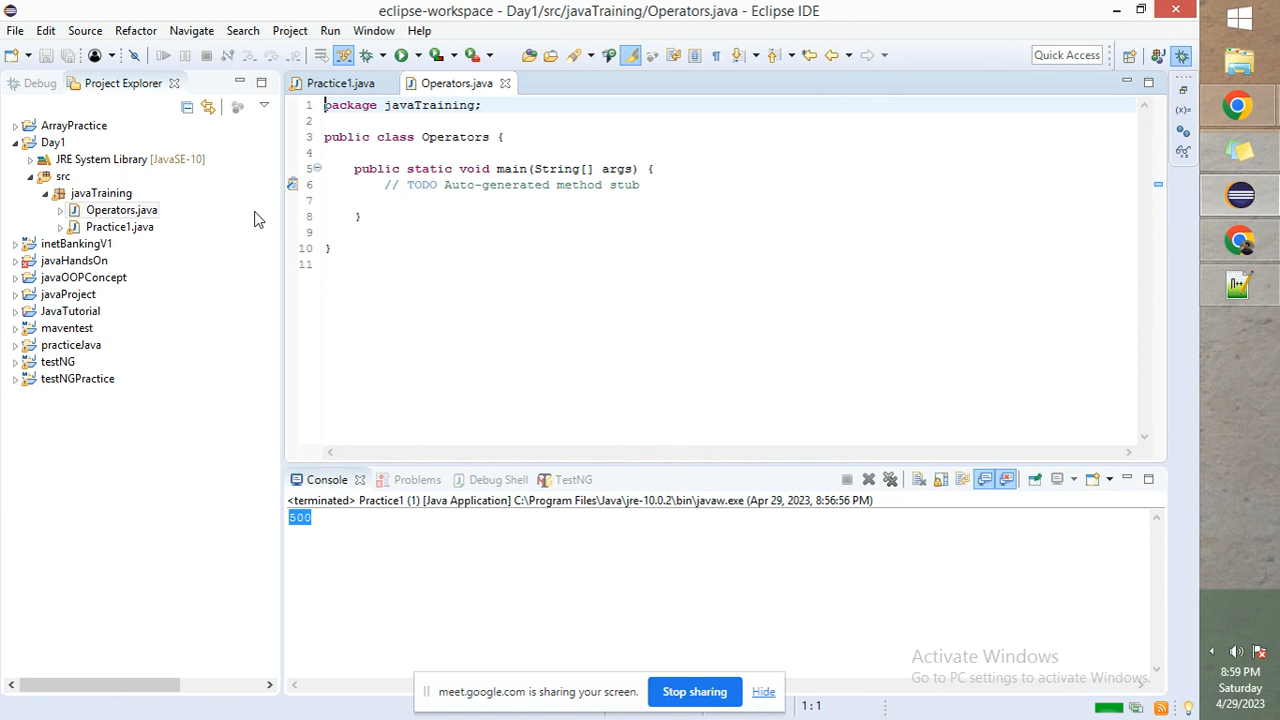 eclipse-workspace - Day1/src/javaTraining/Operators.java - Eclipse IDE
File Edit Source Refactor Navigate Search Project Run Window Help
Quick Access
Debug Project Explorer
Practice1.java Operators.java
ArrayPractice
Day1
JRE System Library [JavaSE-10]
src
javaTraining
Operators.java
Practice1.java
inetBankingV1
javaHandsOn
javaOOPConcept
javaProject
JavaTutorial
maventest
practiceJava
testNG
testNGPractice
1 package javaTraining;
2
3 public class Operators {
4
5 public static void main(String[] args) {
6 // TODO Auto-generated method stub
7
8 }
9
10 }
11
Console Problems Debug Shell TestNG
<terminated> Practice1 (1) [Java Application] C:\Program Files\Java\jre-10.0.2\bin\javaw.exe (Apr 29, 2023, 8:56:56 PM)
500
Activate Windows
Go to PC settings to activate Windows.
meet.google.com is sharing your screen. Stop sharing Hide
1 : 1
8:59 PM
Saturday
4/29/2023